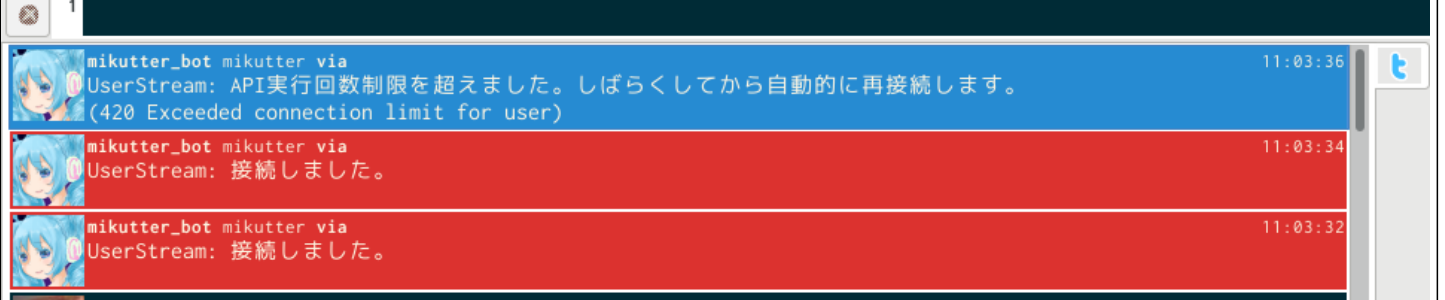 1
mikutter_bot mikutter via 11:03:36
UserStream: API実行回数制限を超えました。しばらくしてから自動的に再接続します。
(420 Exceeded connection limit for user)
mikutter_bot mikutter via 11:03:34
UserStream: 接続しました。
mikutter_bot mikutter via 11:03:32
UserStream: 接続しました。